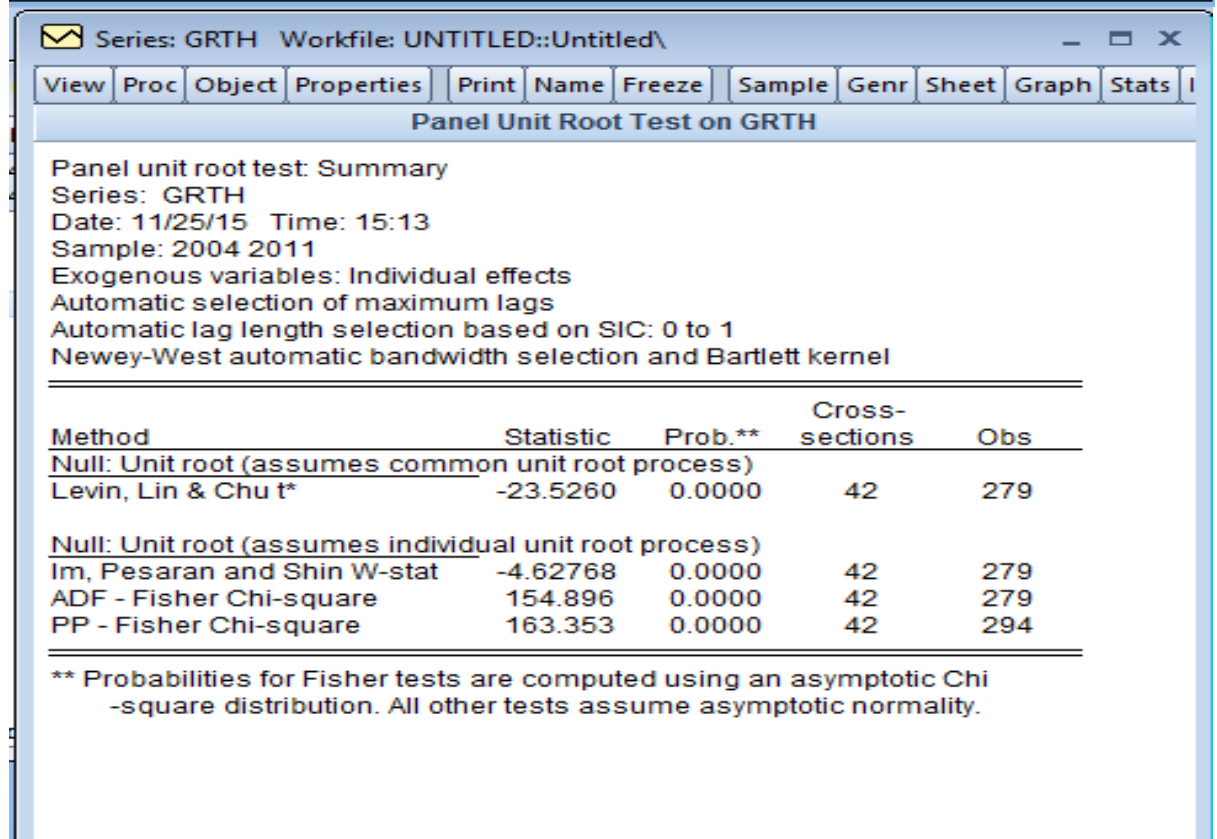 Series: GRTH Workfile: UNTITLED::Untitled\
View Proc Object Properties Print Name Freeze Sample Genr Sheet Graph Stats
Panel Unit Root Test on GRTH
Panel unit root test: Summary
Series: GRTH
Date: 11/25/15 Time: 15:13
Sample: 2004 2011
Exogenous variables: Individual effects
Automatic selection of maximum lags
Automatic lag length selection based on SIC: 0 to 1
Newey-West automatic bandwidth selection and Bartlett kernel
Cross-
Method Statistic Prob.** sections Obs
Null: Unit root (assumes common unit root process)
Levin, Lin & Chu t* -23.5260 0.0000 42 279
Null: Unit root (assumes individual unit root process)
Im, Pesaran and Shin W-stat -4.62768 0.0000 42 279
ADF - Fisher Chi-square 154.896 0.0000 42 279
PP - Fisher Chi-square 163.353 0.0000 42 294
** Probabilities for Fisher tests are computed using an asymptotic Chi
-square distribution. All other tests assume asymptotic normality.